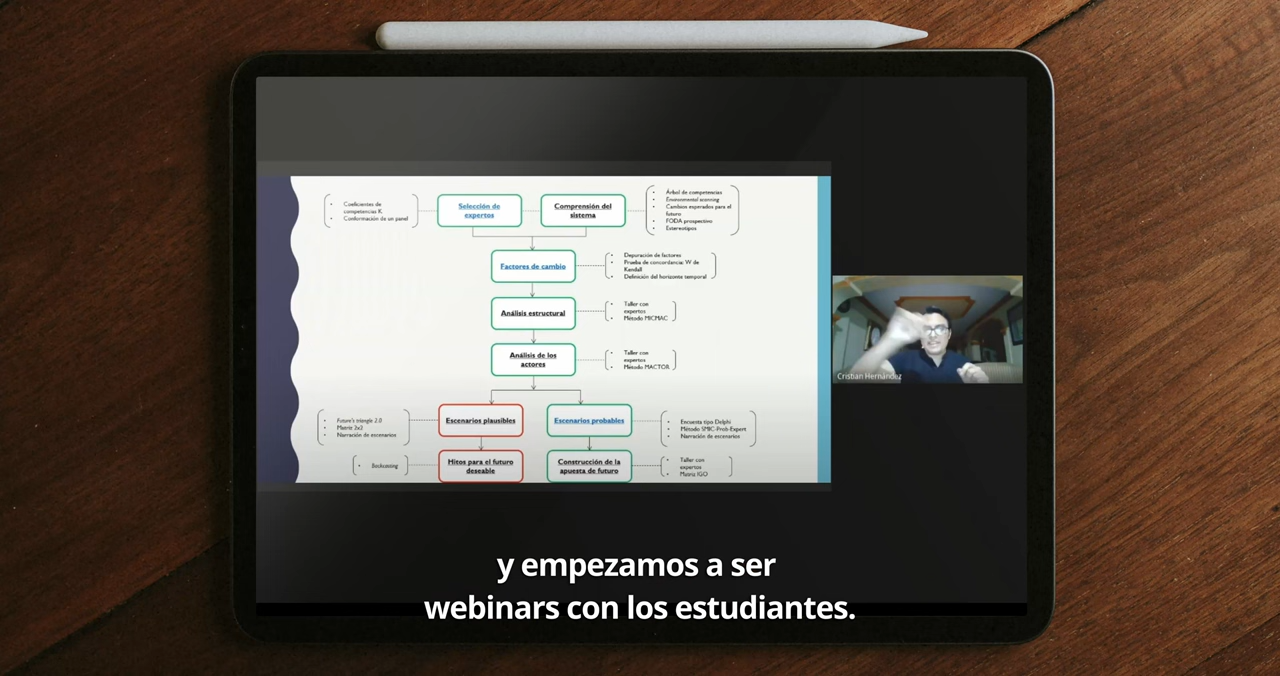 Coeficientes de
competencias K
Conformación de un panel
Selección de
expertos
Comprensión del
sistema
Árbol de competencias
Environmental scanning
Cambios esperados para el
futuro
FODA prospectivo
Estereotipos
Factores de cambio
Depuración de factores
Prueba de concordancia: W de
Kendall
Definición del horizonte temporal
Análisis estructural
Taller con
expertos
Método MICMAC
Análisis de los
actores
Taller con
expertos
Método MACTOR
Future's triangle 2.0
Matriz 2x2
Narración de escenarios
Escenarios plausibles
Escenarios probables
Encuesta tipo Delphi
Método SMIC-Prob-Expert
Narración de escenarios
Backcasting
Hitos para el futuro
deseable
Construcción de la
apuesta de futuro
Taller con
expertos
Matriz IGO
Cristian Hernández
y empezamos a ser
webinars con los estudiantes.